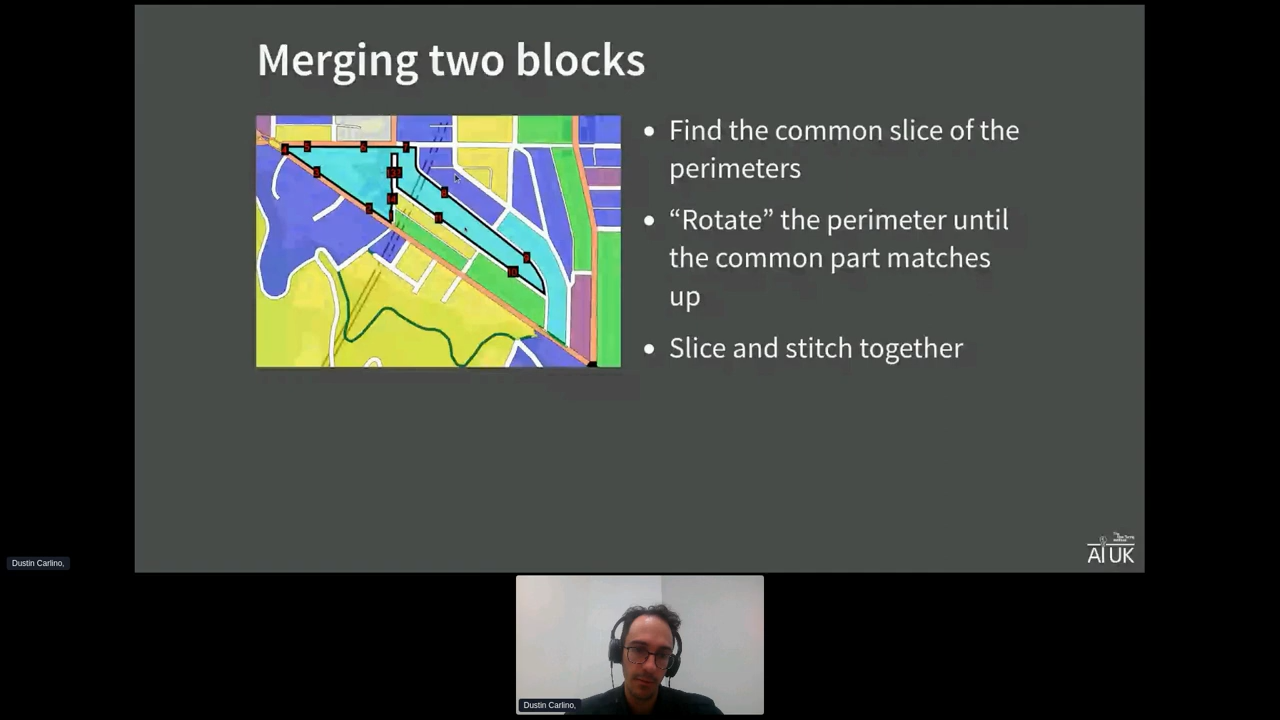 Merging two blocks
• Find the common slice of the
perimeters
• “Rotate” the perimeter until
the common part matches
up
• Slice and stitch together
AI UK
Dustin Carlino,
Dustin Carlino,